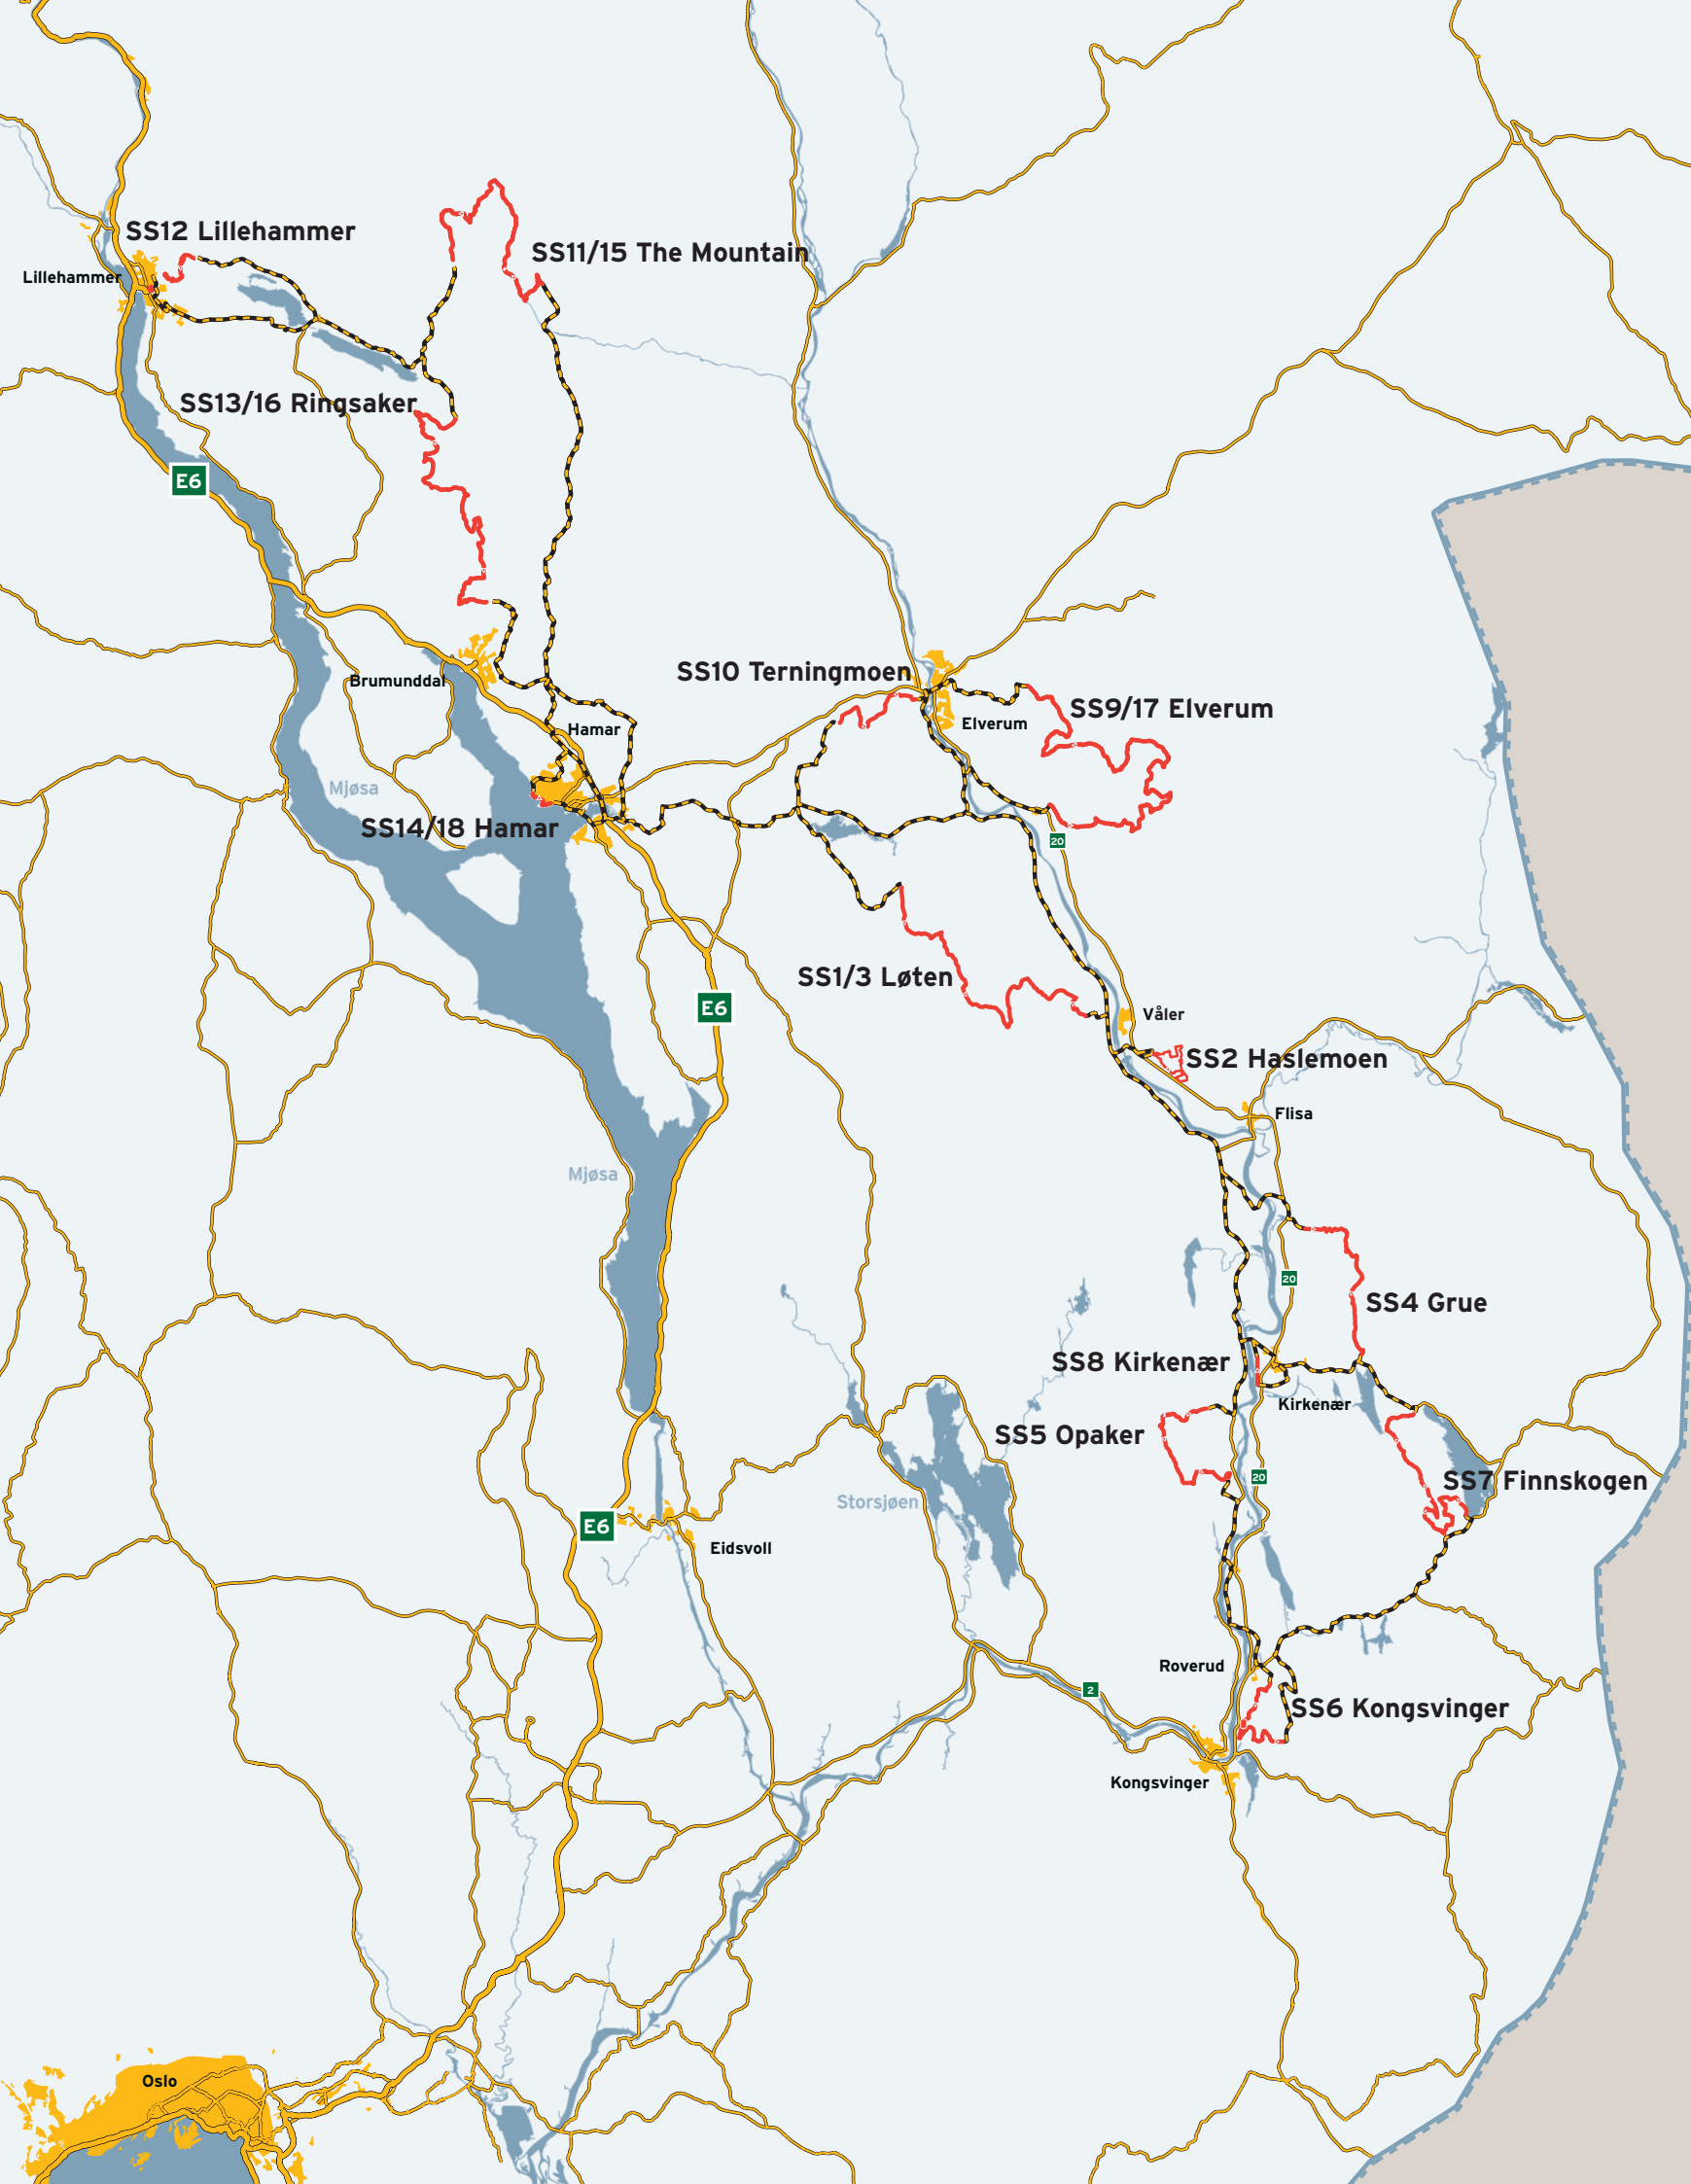 SS12 Lillehammer
SS11/15 The Mountain
Lillehammer
SS13/16 Ringsaker
E6
SS10 Terningmoen
Brumunddal
SS9/17 Elverum
Elverum
Hamar
Mjøsa
SS14/18 Hamar
20
SS1/3 Løten
E6
Våler
SS2 Haslemoen
Flisa
Mjøsa
20
SS4 Grue
SS8 Kirkenær
Kirkenær
SS5 Opaker
20
SS7 Finnskogen
Storsjøen
E6
Eidsvoll
Roverud
2
SS6 Kongsvinger
Kongsvinger
Oslo